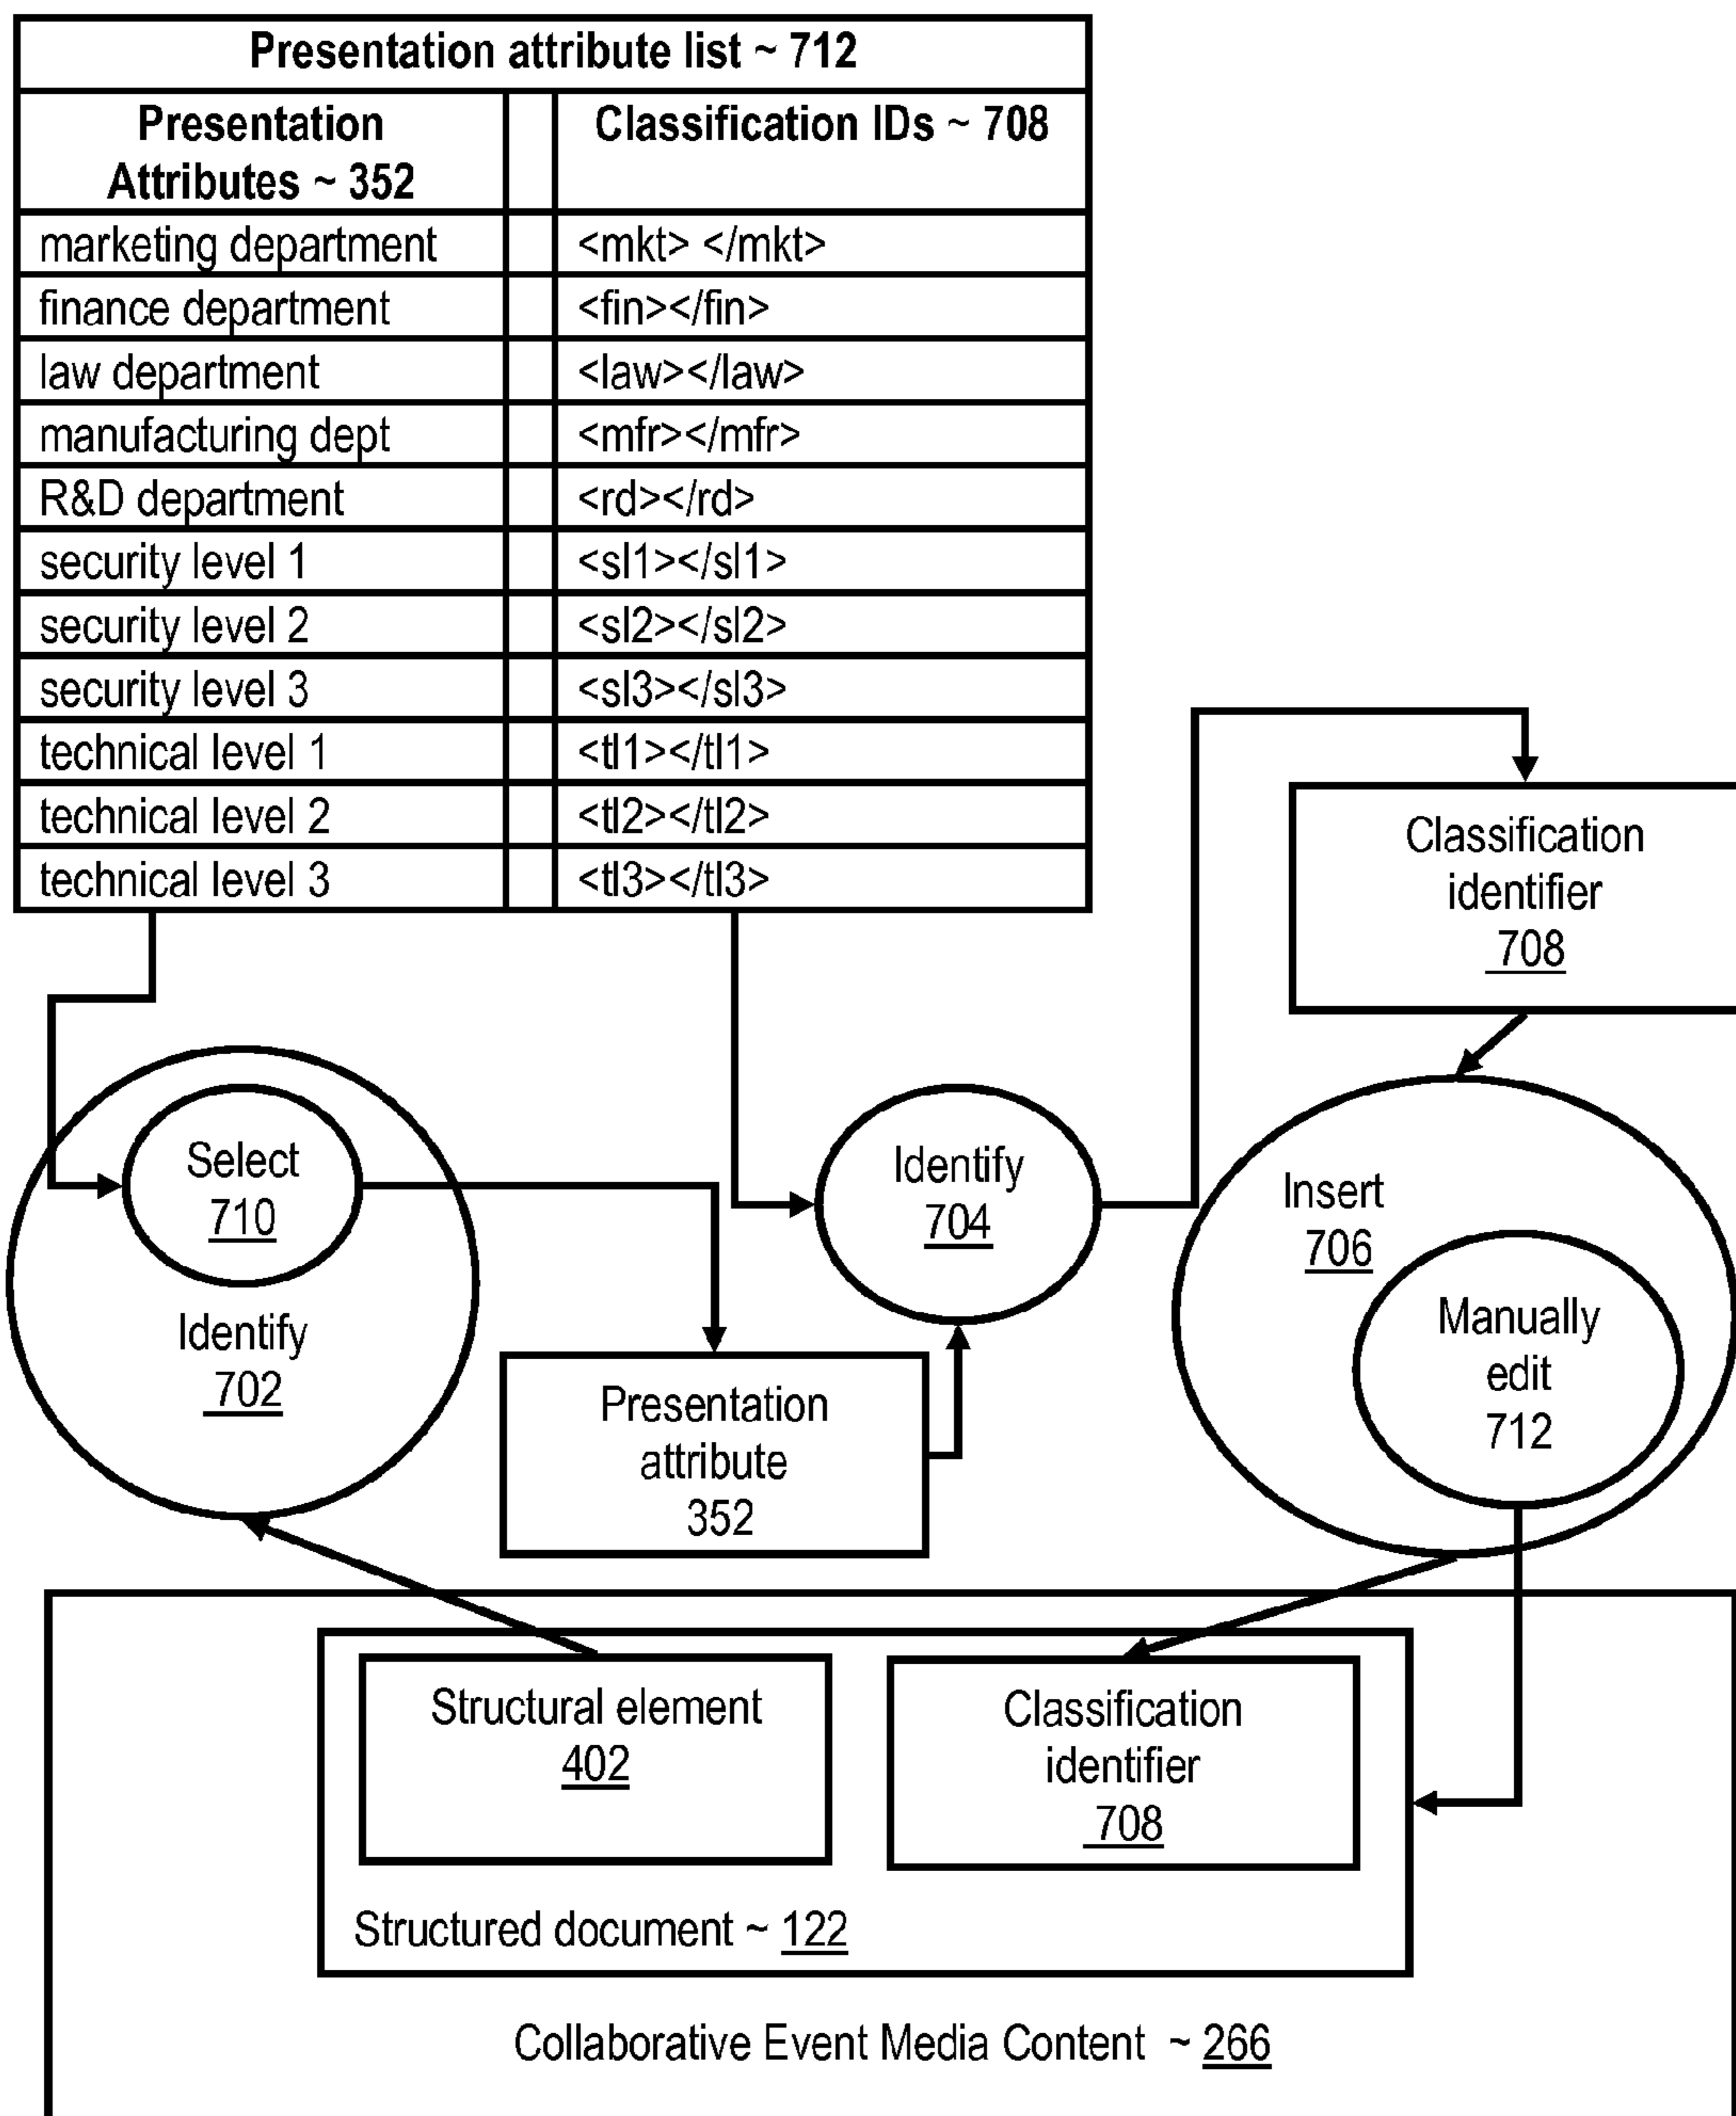 Presentation attribute list ~ 712
Presentation
Attributes ~ 352
Classification IDs ~ 708
marketing department <mkt> </mkt>
finance department <fin></fin>
law department <law></law>
manufacturing dept <mfr></mfr>
R&D department <rd></rd>
security level 1 <sl1></sl1>
security level 2 <sl2></sl2>
security level 3 <sl3></sl3>
technical level 1 <tl1></tl1>
technical level 2 <tl2></tl2>
technical level 3 <tl3></tl3>
Classification
identifier
708
Select
710
Identify
702
Identify
704
Insert
706
Manually
edit
712
Presentation
attribute
352
Structural element
402
Classification
identifier
708
Structured document ~ 122
Collaborative Event Media Content ~ 266